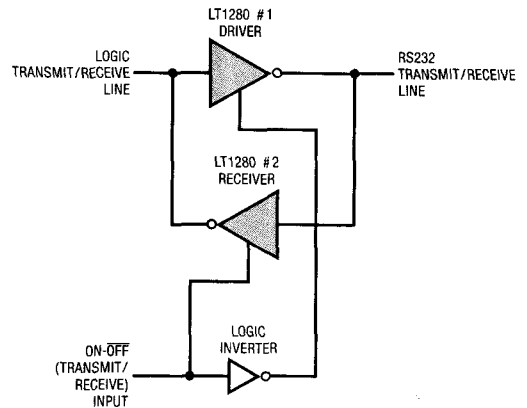 LT1280 #1
DRIVER
LOGIC
TRANSMIT/RECEIVE
LINE
RS232
TRANSMIT/RECEIVE
LINE
LT1280 #2
RECEIVER
ON-OFF
(TRANSMIT/
RECEIVE)
INPUT
LOGIC
INVERTER